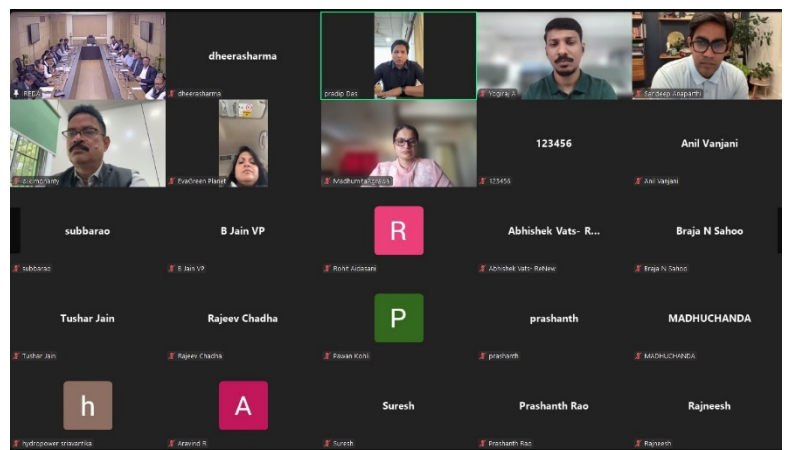 IREDA
dheerasharma
dheerasharma
pradip Das
Yogiraj A
Sandeep Anaparthi
EvaGreen Planet
123456
123456
Anil Vanjani
Anil Vanjani
subbarao
subbarao
B Jain VP
B Jain VP
R
Rohit Aidasani
Abhishek Vats- R...
Abhishek Vats- ReNew
Braja N Sahoo
Braja N Sahoo
Tushar Jain
Tushar Jain
Rajeev Chadha
Rajeev Chadha
P
Pawan Kohli
prashanth
prashanth
MADHUCHANDA
MADHUCHANDA
h
hydropower sriavartika
A
Aravind R
Suresh
Suresh
Prashanth Rao
Prashanth Rao
Rajneesh
Rajneesh